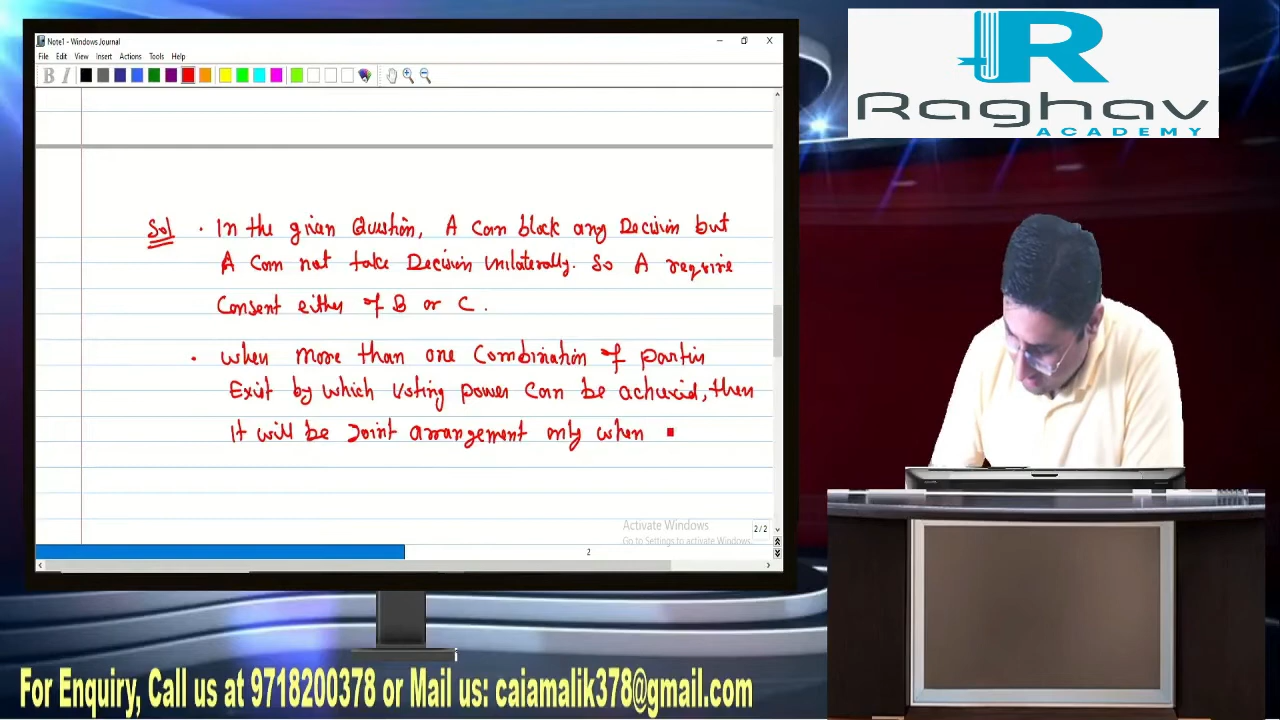 Note1 - Windows Journal
File Edit View Insert Actions Tools Help
B I
R
Raghav
ACADEMY
Sol . In the given Question, A can block any Decision but
A can not take Decision Unilaterally. So A require
Consent either of B or C.
. When more than one Combination of parties
Exist by which Voting power can be achieved, then
It will be Joint arrangement only when
Activate Windows
Go to Settings to activate Windows.
2 / 2
2
For Enquiry, Call us at 9718200378 or Mail us: caiamalik378@gmail.com